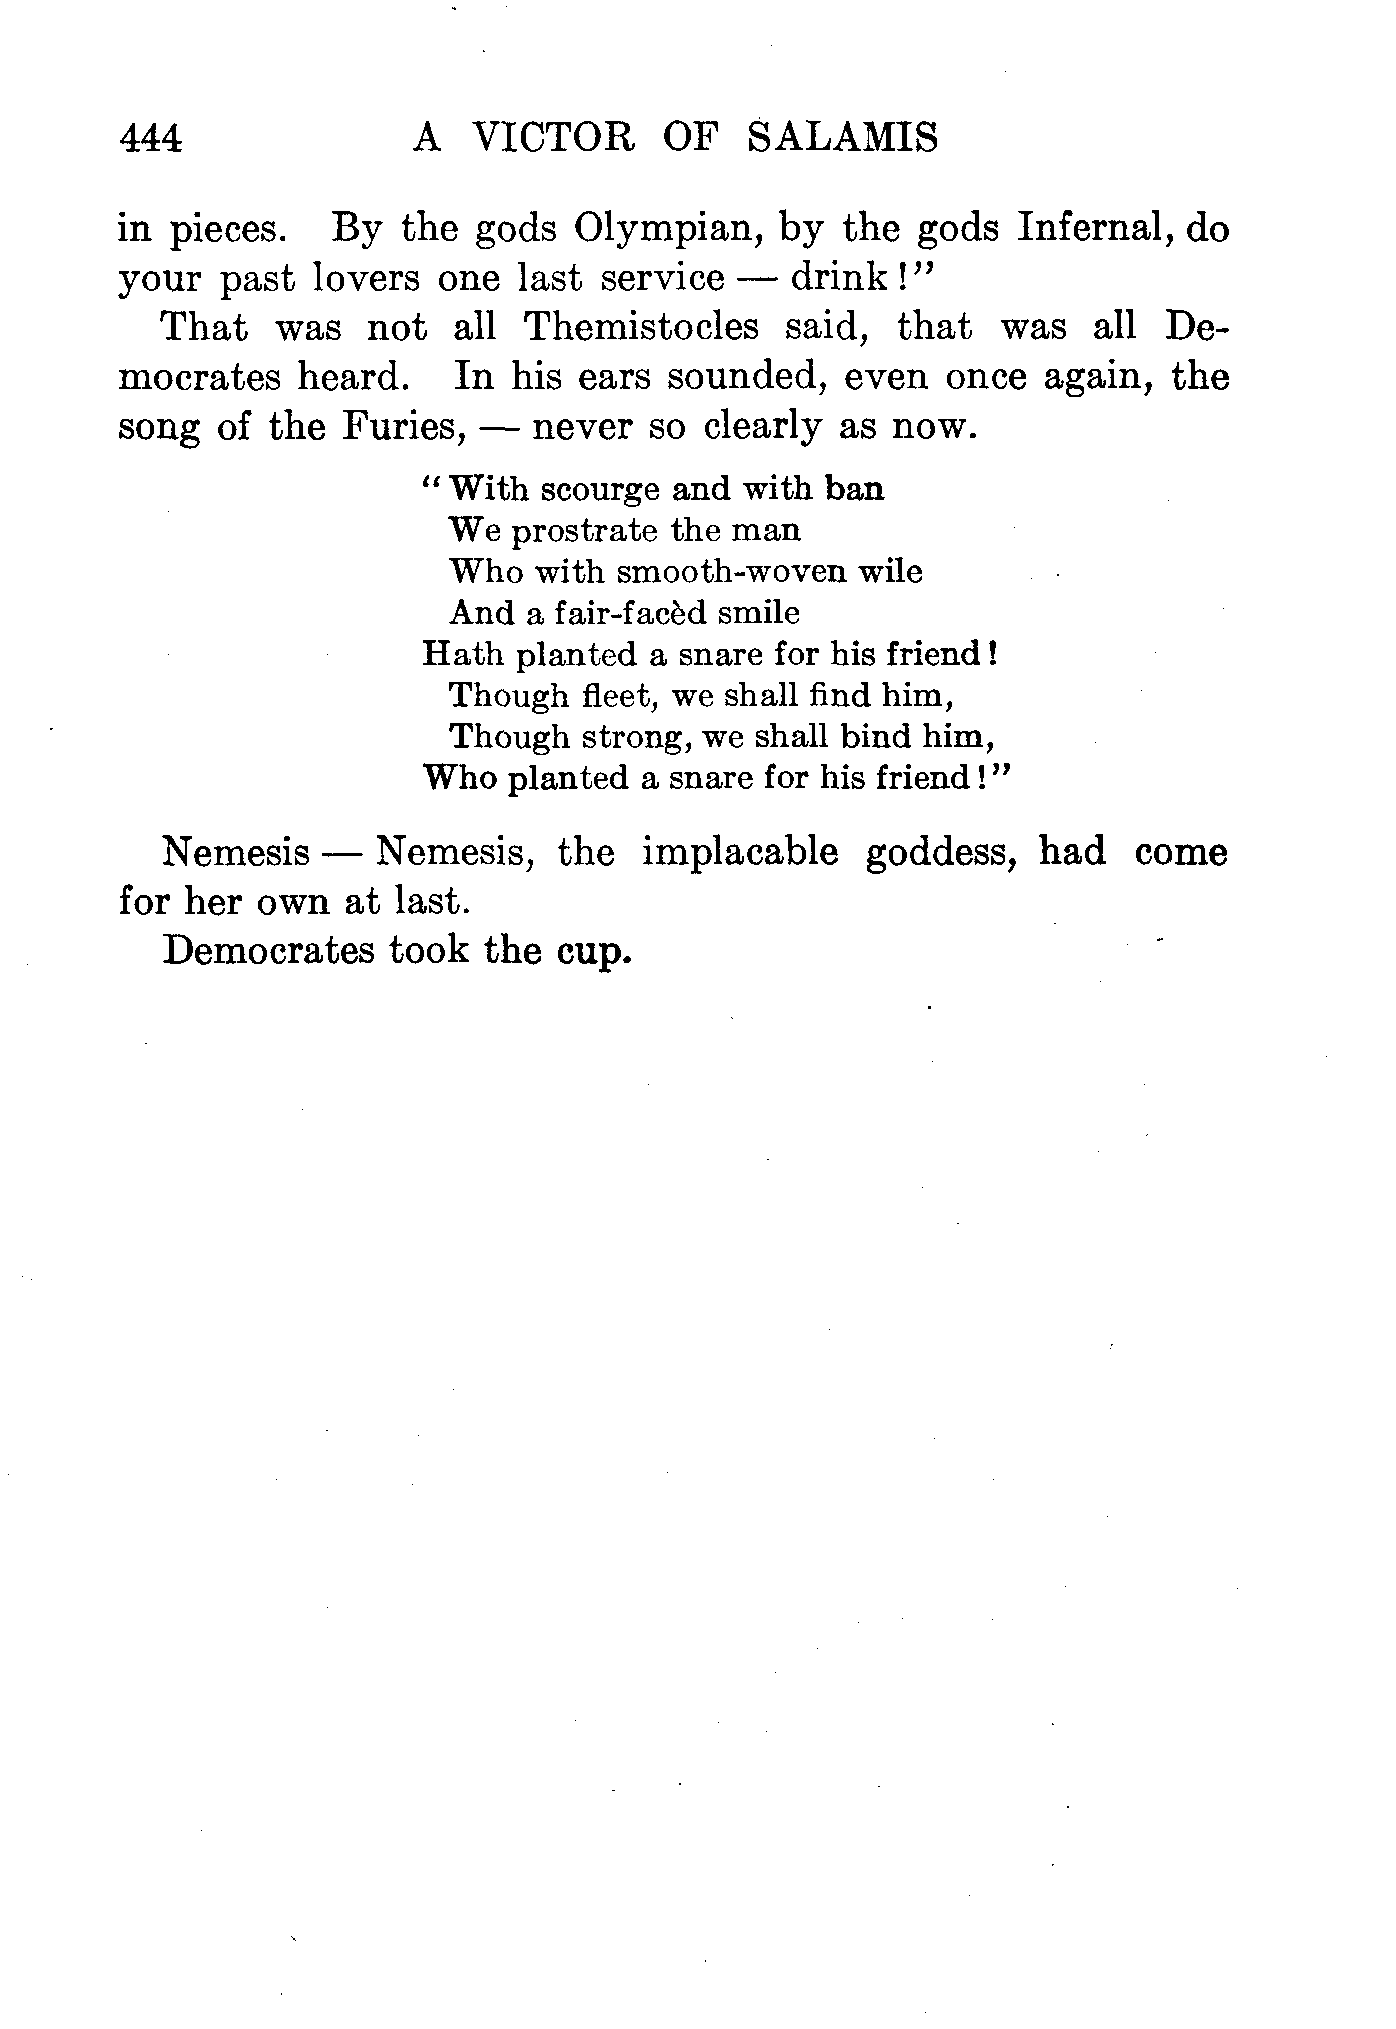 444 A VICTOR OF SALAMIS
in pieces. By the gods Olympian, by the gods Infernal, do
your past lovers one last service — drink!”
That was not all Themistocles said, that was all De-
mocrates heard. In his ears sounded, even once again, the
song of the Furies, — never so clearly as now.
“With scourge and with ban
We prostrate the man
Who with smooth-woven wile
And a fair-facèd smile
Hath planted a snare for his friend!
Though fleet, we shall find him,
Though strong, we shall bind him,
Who planted a snare for his friend!”
Nemesis — Nemesis, the implacable goddess, had come
for her own at last.
Democrates took the cup.